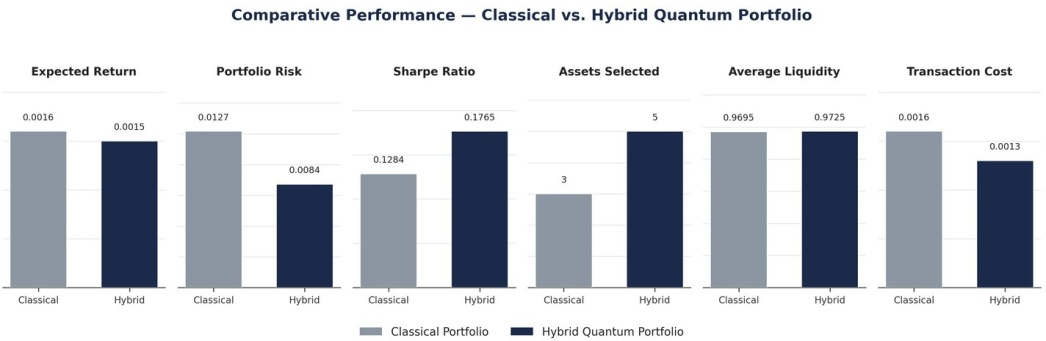 Comparative Performance — Classical vs. Hybrid Quantum Portfolio
Expected Return
0.0016
0.0015
Classical
Hybrid
Portfolio Risk
0.0127
0.0084
Classical
Hybrid
Sharpe Ratio
0.1284
0.1765
Classical
Hybrid
Assets Selected
3
5
Classical
Hybrid
Average Liquidity
0.9695
0.9725
Classical
Hybrid
Transaction Cost
0.0016
0.0013
Classical
Hybrid
Classical Portfolio
Hybrid Quantum Portfolio